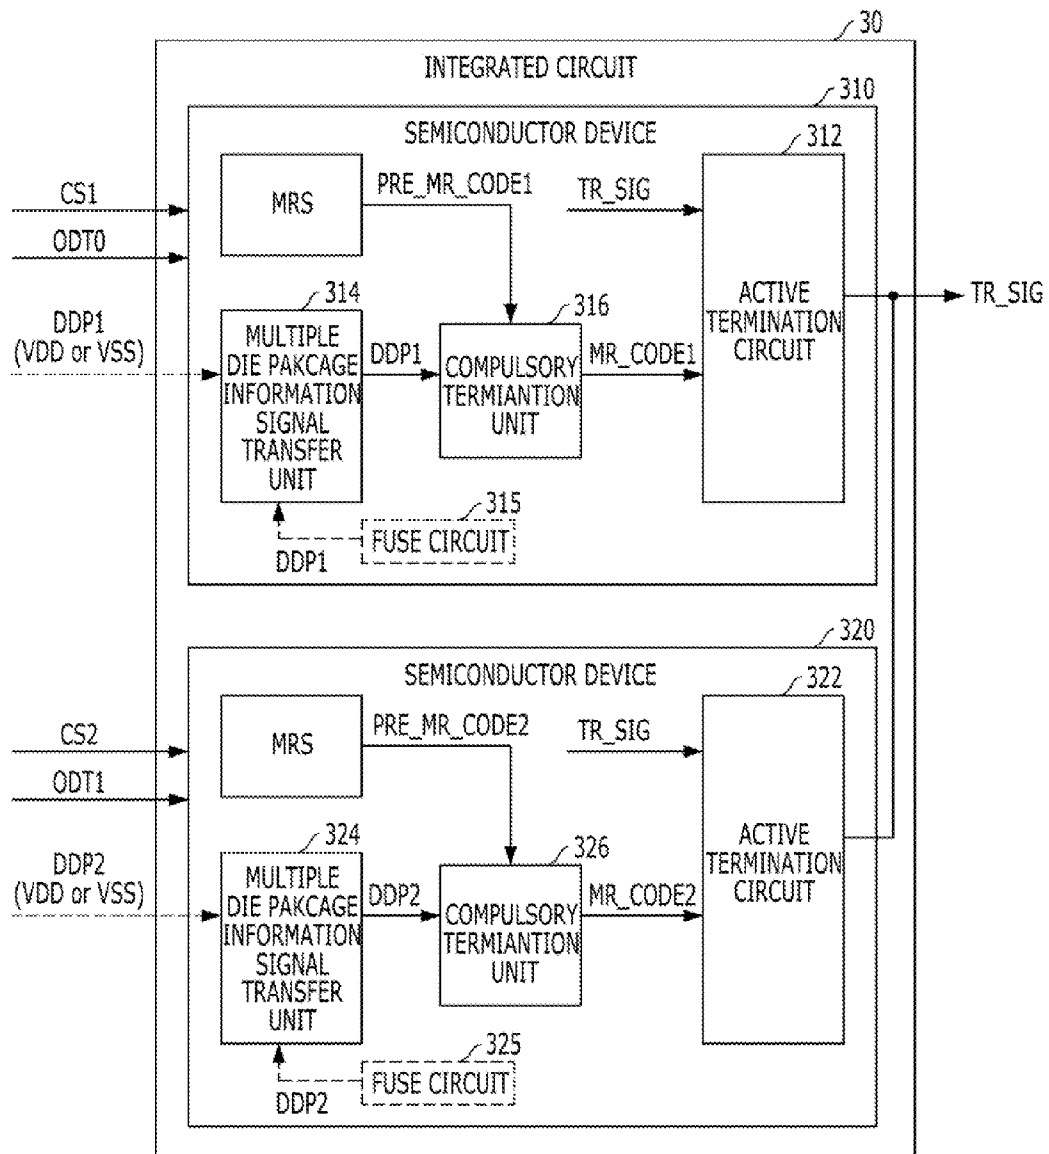 30
INTEGRATED CIRCUIT
310
SEMICONDUCTOR DEVICE
312
CS1
MRS
PRE_MR_CODE1
TR_SIG
ODT0
314
316
ACTIVE
TERMINATION
CIRCUIT
TR_SIG
DDP1
(VDD or VSS)
MULTIPLE
DIE PAKCAGE
INFORMATION
SIGNAL
TRANSFER
UNIT
DDP1
COMPULSORY
TERMIANTION
UNIT
MR_CODE1
315
FUSE CIRCUIT
DDP1
320
SEMICONDUCTOR DEVICE
322
CS2
MRS
PRE_MR_CODE2
TR_SIG
ODT1
324
326
ACTIVE
TERMINATION
CIRCUIT
DDP2
(VDD or VSS)
MULTIPLE
DIE PAKCAGE
INFORMATION
SIGNAL
TRANSFER
UNIT
DDP2
COMPULSORY
TERMIANTION
UNIT
MR_CODE2
325
FUSE CIRCUIT
DDP2